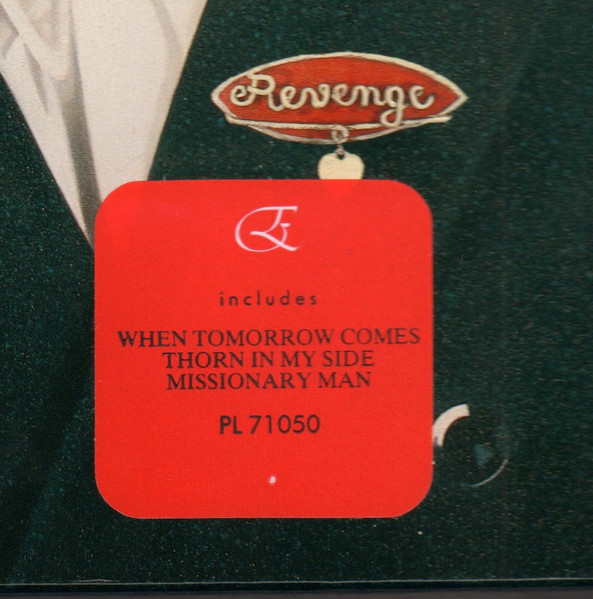 Revenge
includes
WHEN TOMORROW COMES
THORN IN MY SIDE
MISSIONARY MAN
PL 71050